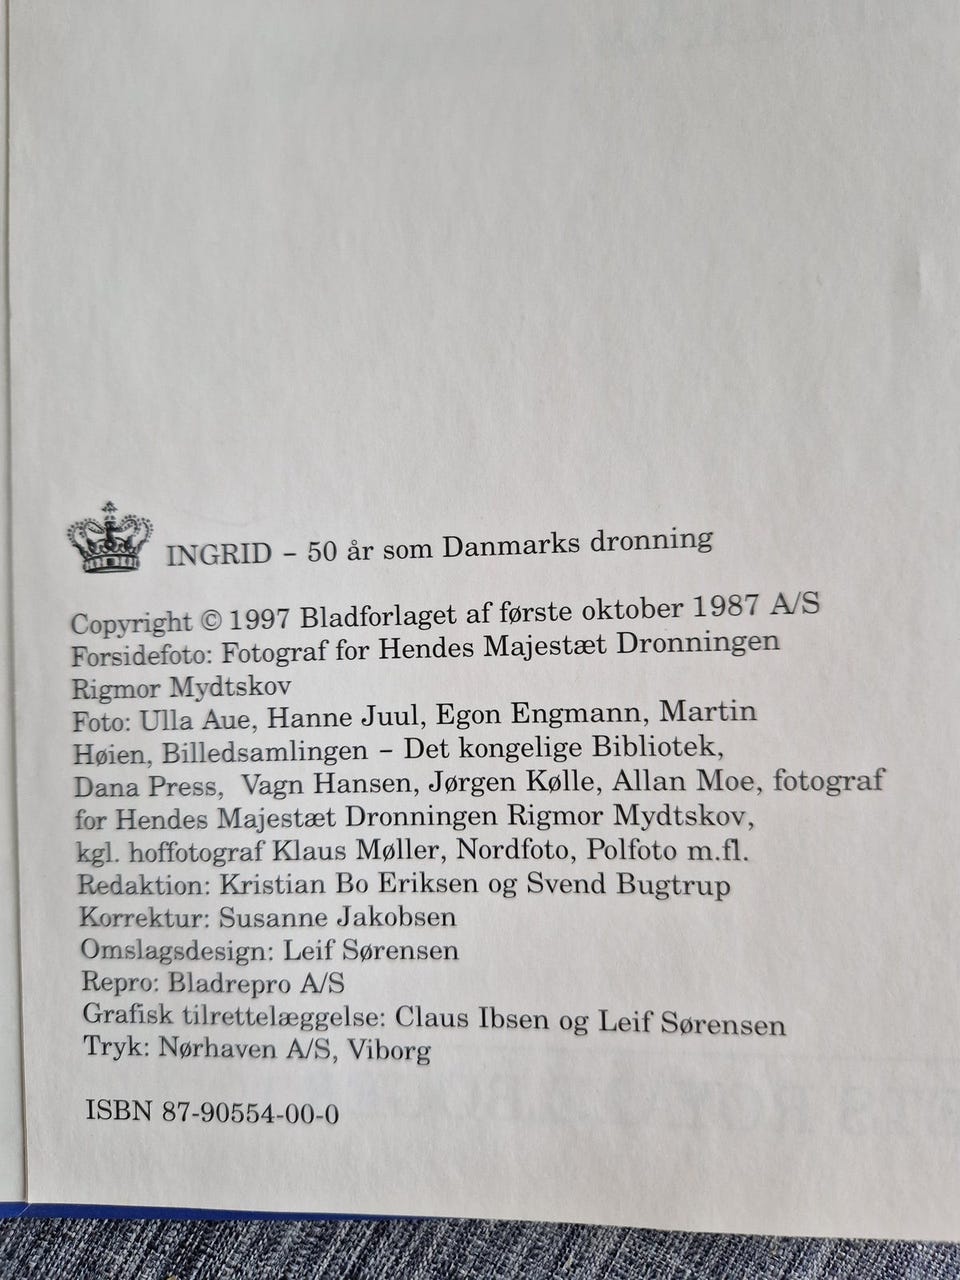 INGRID – 50 år som Danmarks dronning
Copyright © 1997 Bladforlaget af første oktober 1987 A/S
Forsidefoto: Fotograf for Hendes Majestæt Dronningen
Rigmor Mydtskov
Foto: Ulla Aue, Hanne Juul, Egon Engmann, Martin
Høien, Billedsamlingen – Det kongelige Bibliotek,
Dana Press, Vagn Hansen, Jørgen Kølle, Allan Moe, fotograf
for Hendes Majestæt Dronningen Rigmor Mydtskov,
kgl. hoffotograf Klaus Møller, Nordfoto, Polfoto m.fl.
Redaktion: Kristian Bo Eriksen og Svend Bugtrup
Korrektur: Susanne Jakobsen
Omslagsdesign: Leif Sørensen
Repro: Bladrepro A/S
Grafisk tilrettelæggelse: Claus Ibsen og Leif Sørensen
Tryk: Nørhaven A/S, Viborg
ISBN 87-90554-00-0